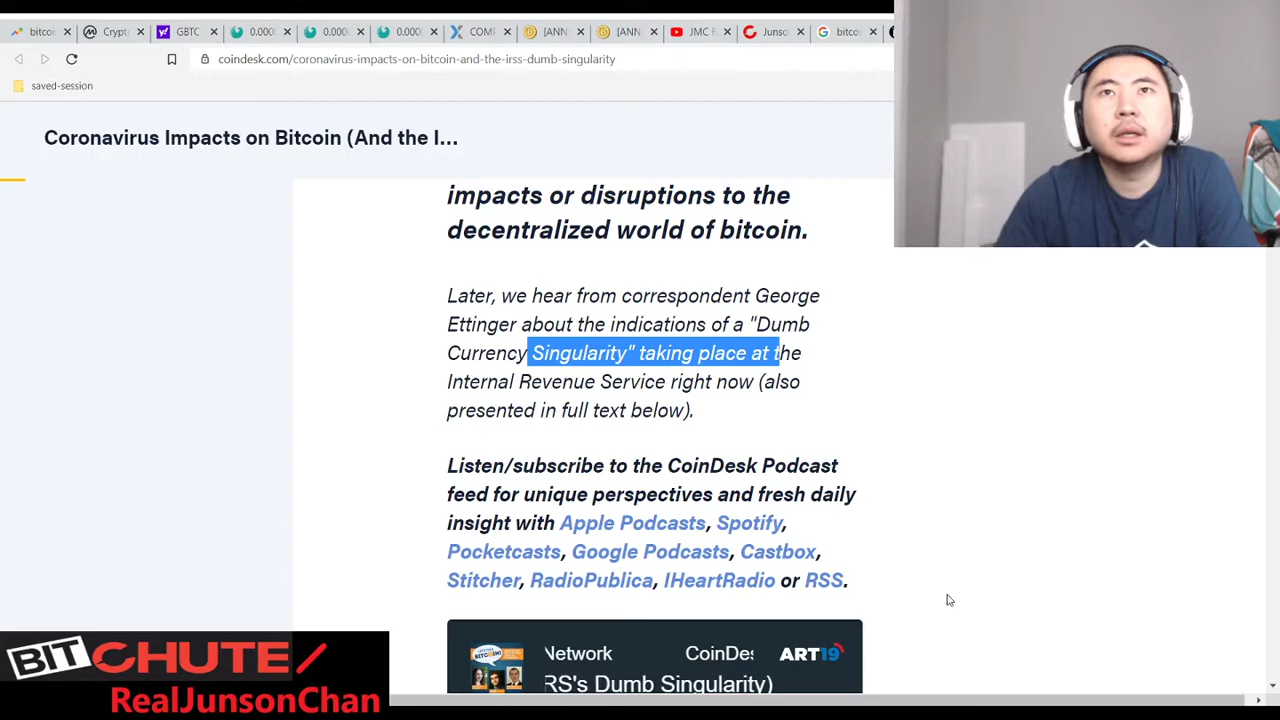 bitcoi
Crypt
GBTC
0.000
0.000
0.000
COMI
[ANN
[ANN
JMC R
Junso
bitcoi
coindesk.com/coronavirus-impacts-on-bitcoin-and-the-irss-dumb-singularity
saved-session
Coronavirus Impacts on Bitcoin (And the I...
impacts or disruptions to the
decentralized world of bitcoin.
Later, we hear from correspondent George
Ettinger about the indications of a "Dumb
Currency Singularity" taking place at the
Internal Revenue Service right now (also
presented in full text below).
Listen/subscribe to the CoinDesk Podcast
feed for unique perspectives and fresh daily
insight with Apple Podcasts, Spotify,
Pocketcasts, Google Podcasts, Castbox,
Stitcher, RadioPublica, IHeartRadio or RSS.
Network CoinDes ART19
RS's Dumb Singularity)
BITCHUTE/
RealJunsonChan